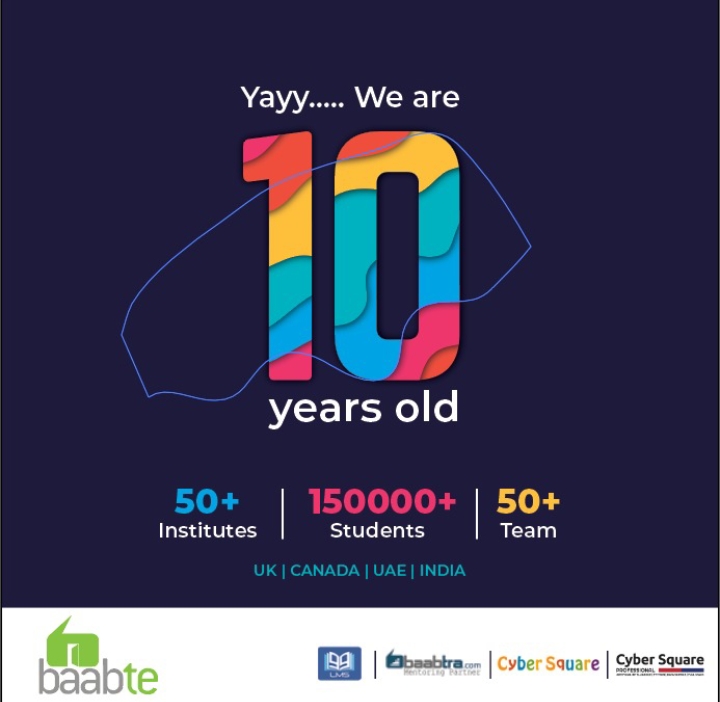 Yayy..... We are
10
years old
50+ | 150000+ | 50+
Institutes Students Team
UK | CANADA | UAE | INDIA
baabte
LMS
baabtra.com
Mentoring Partner
Cyber Square
Cyber Square
PROFESSIONAL